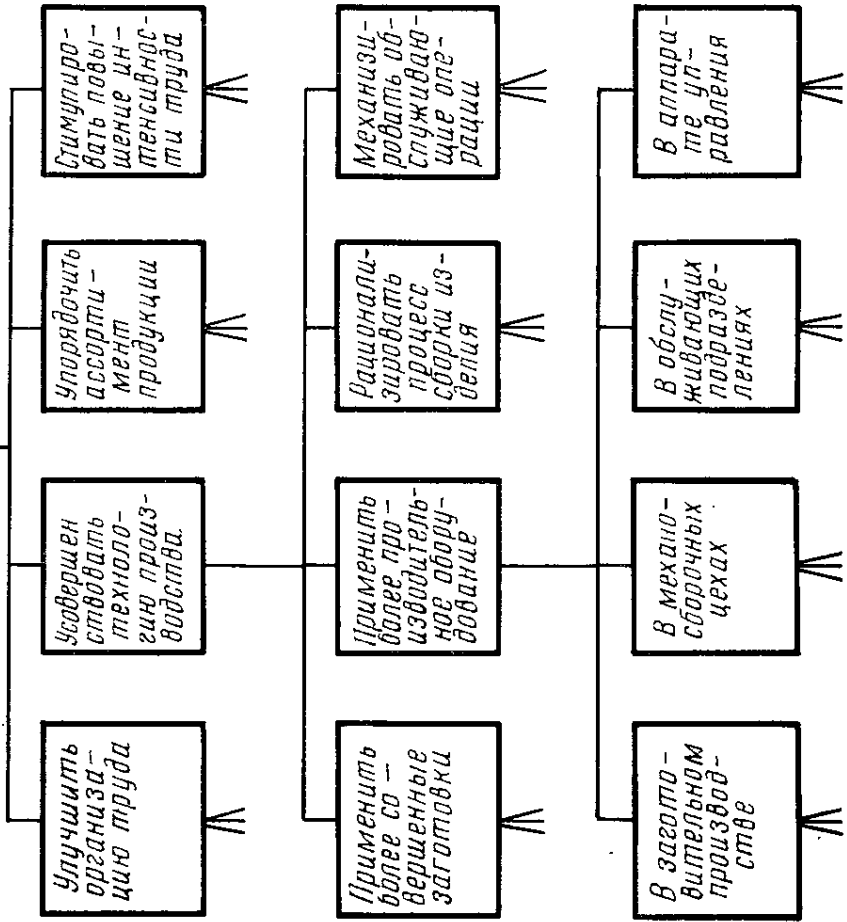 Улучшить
организа-
цию труда
Усовершен
ствовать
техноло-
гию произ-
водства.
Упорядочить
ассорти-
мент
продукции
Стимулиро-
вать повы-
шение ин-
тенсивнос-
ти труда
Применить
более со-
вершенные
заготовки
Применить
более про-
изводитель-
ное обору-
дование
Рационали-
зировать
процесс
сборки из-
делия
Механизи-
ровать об-
служиваю-
щие опе-
рации
В загото-
вительном
производ-
стве
В механо-
сборочных
цехах
В обслу-
живающих
подразде-
лениях
В аппара-
те уп-
равления